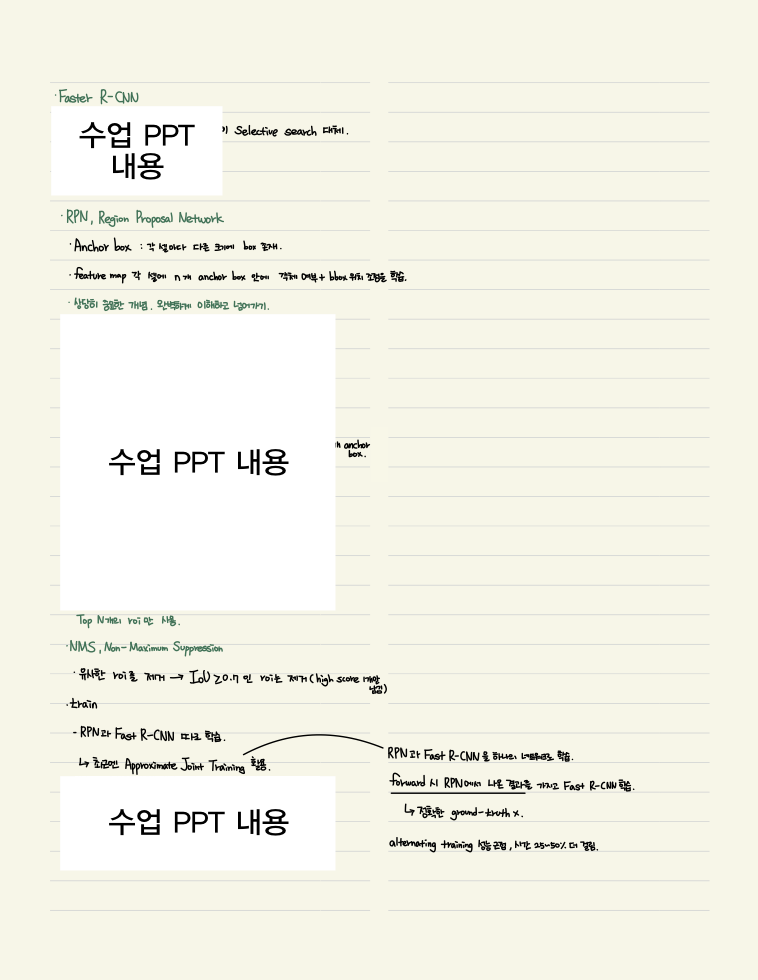 · Faster R-CNN
수업 PPT
내용
이 Selective search 대체.
· RPN, Region Proposal Network
· Anchor box : 각 셀마다 다른 크기에 box 존재.
· feature map 각 셀에 n개 anchor box 안에 객체 여부 + bbox 위치 조정을 학습.
· 상당히 중요한 개념. 완벽하게 이해하고 넘어가기.
수업 PPT 내용
anchor
box.
Top N개의 roi만 사용.
· NMS, Non-Maximum Suppression
· 유사한 roi를 제거 → IoU ≥ 0.7 인 roi는 제거 (high score 1개만
남김)
· train
- RPN과 Fast R-CNN 따로 학습.
↳ 최근엔 Approximate Joint Training 활용.
수업 PPT 내용
RPN과 Fast R-CNN을 하나의 네트워크로 학습.
forward 시 RPN에서 나온 결과를 가지고 Fast R-CNN 학습.
↳ 정확한 ground-truth x.
alternating training 성능 근접, 시간 25~50% 더 걸림.